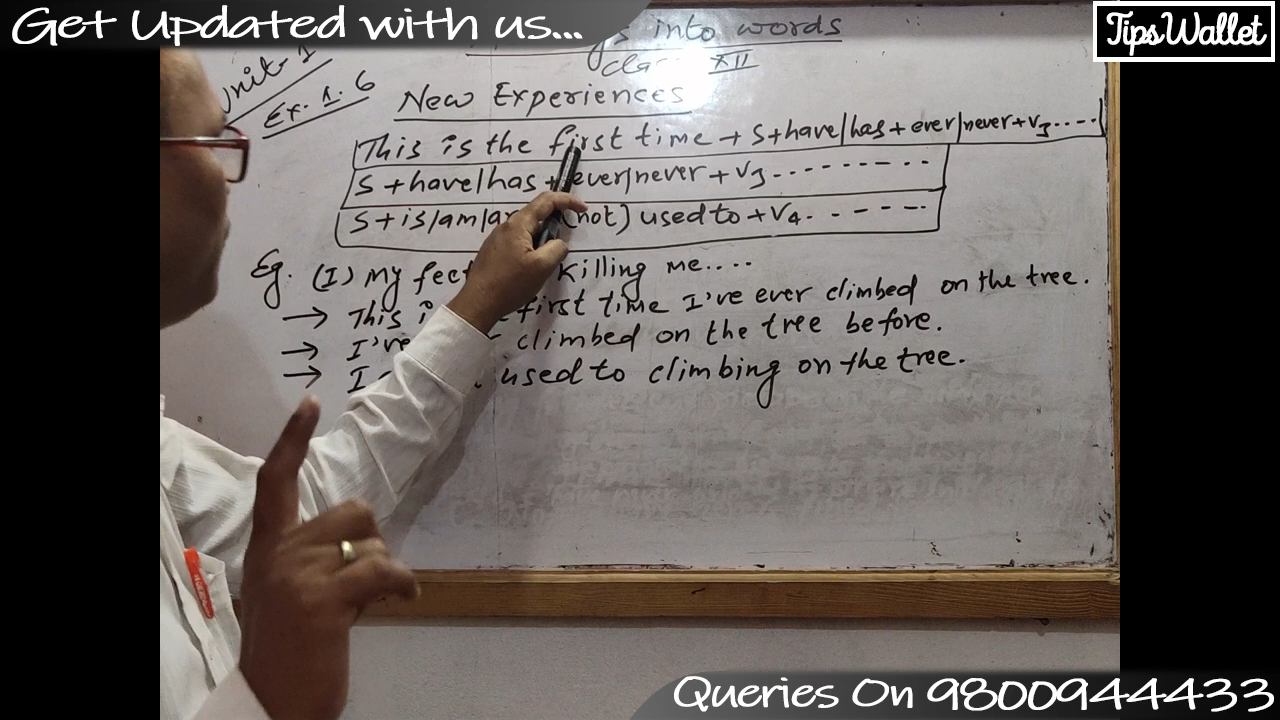 Get Updated with us...
TipsWallet
into words
XII
Unit-1
Ex. 1. 6
New Experiences
This is the first time + S+have/has + ever/never+V3....
S +have/has + ever/never + V3.........
S + is/am/ (not) used to +V4......
Eg. (I) My feet killing me....
→ This first time I've ever climbed on the tree.
→ I've climbed on the tree before.
→ I used to climbing on the tree.
Queries On 9800944433